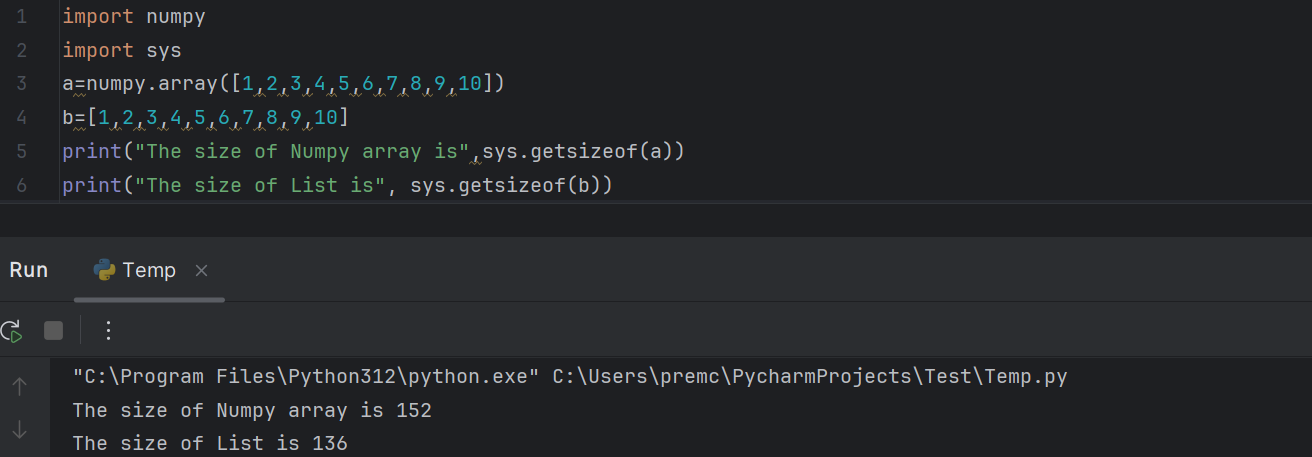 1 import numpy
2 import sys
3 a=numpy.array([1,2,3,4,5,6,7,8,9,10])
4 b=[1,2,3,4,5,6,7,8,9,10]
5 print("The size of Numpy array is",sys.getsizeof(a))
6 print("The size of List is", sys.getsizeof(b))
Run Temp
"C:\Program Files\Python312\python.exe" C:\Users\premc\PycharmProjects\Test\Temp.py
The size of Numpy array is 152
The size of List is 136